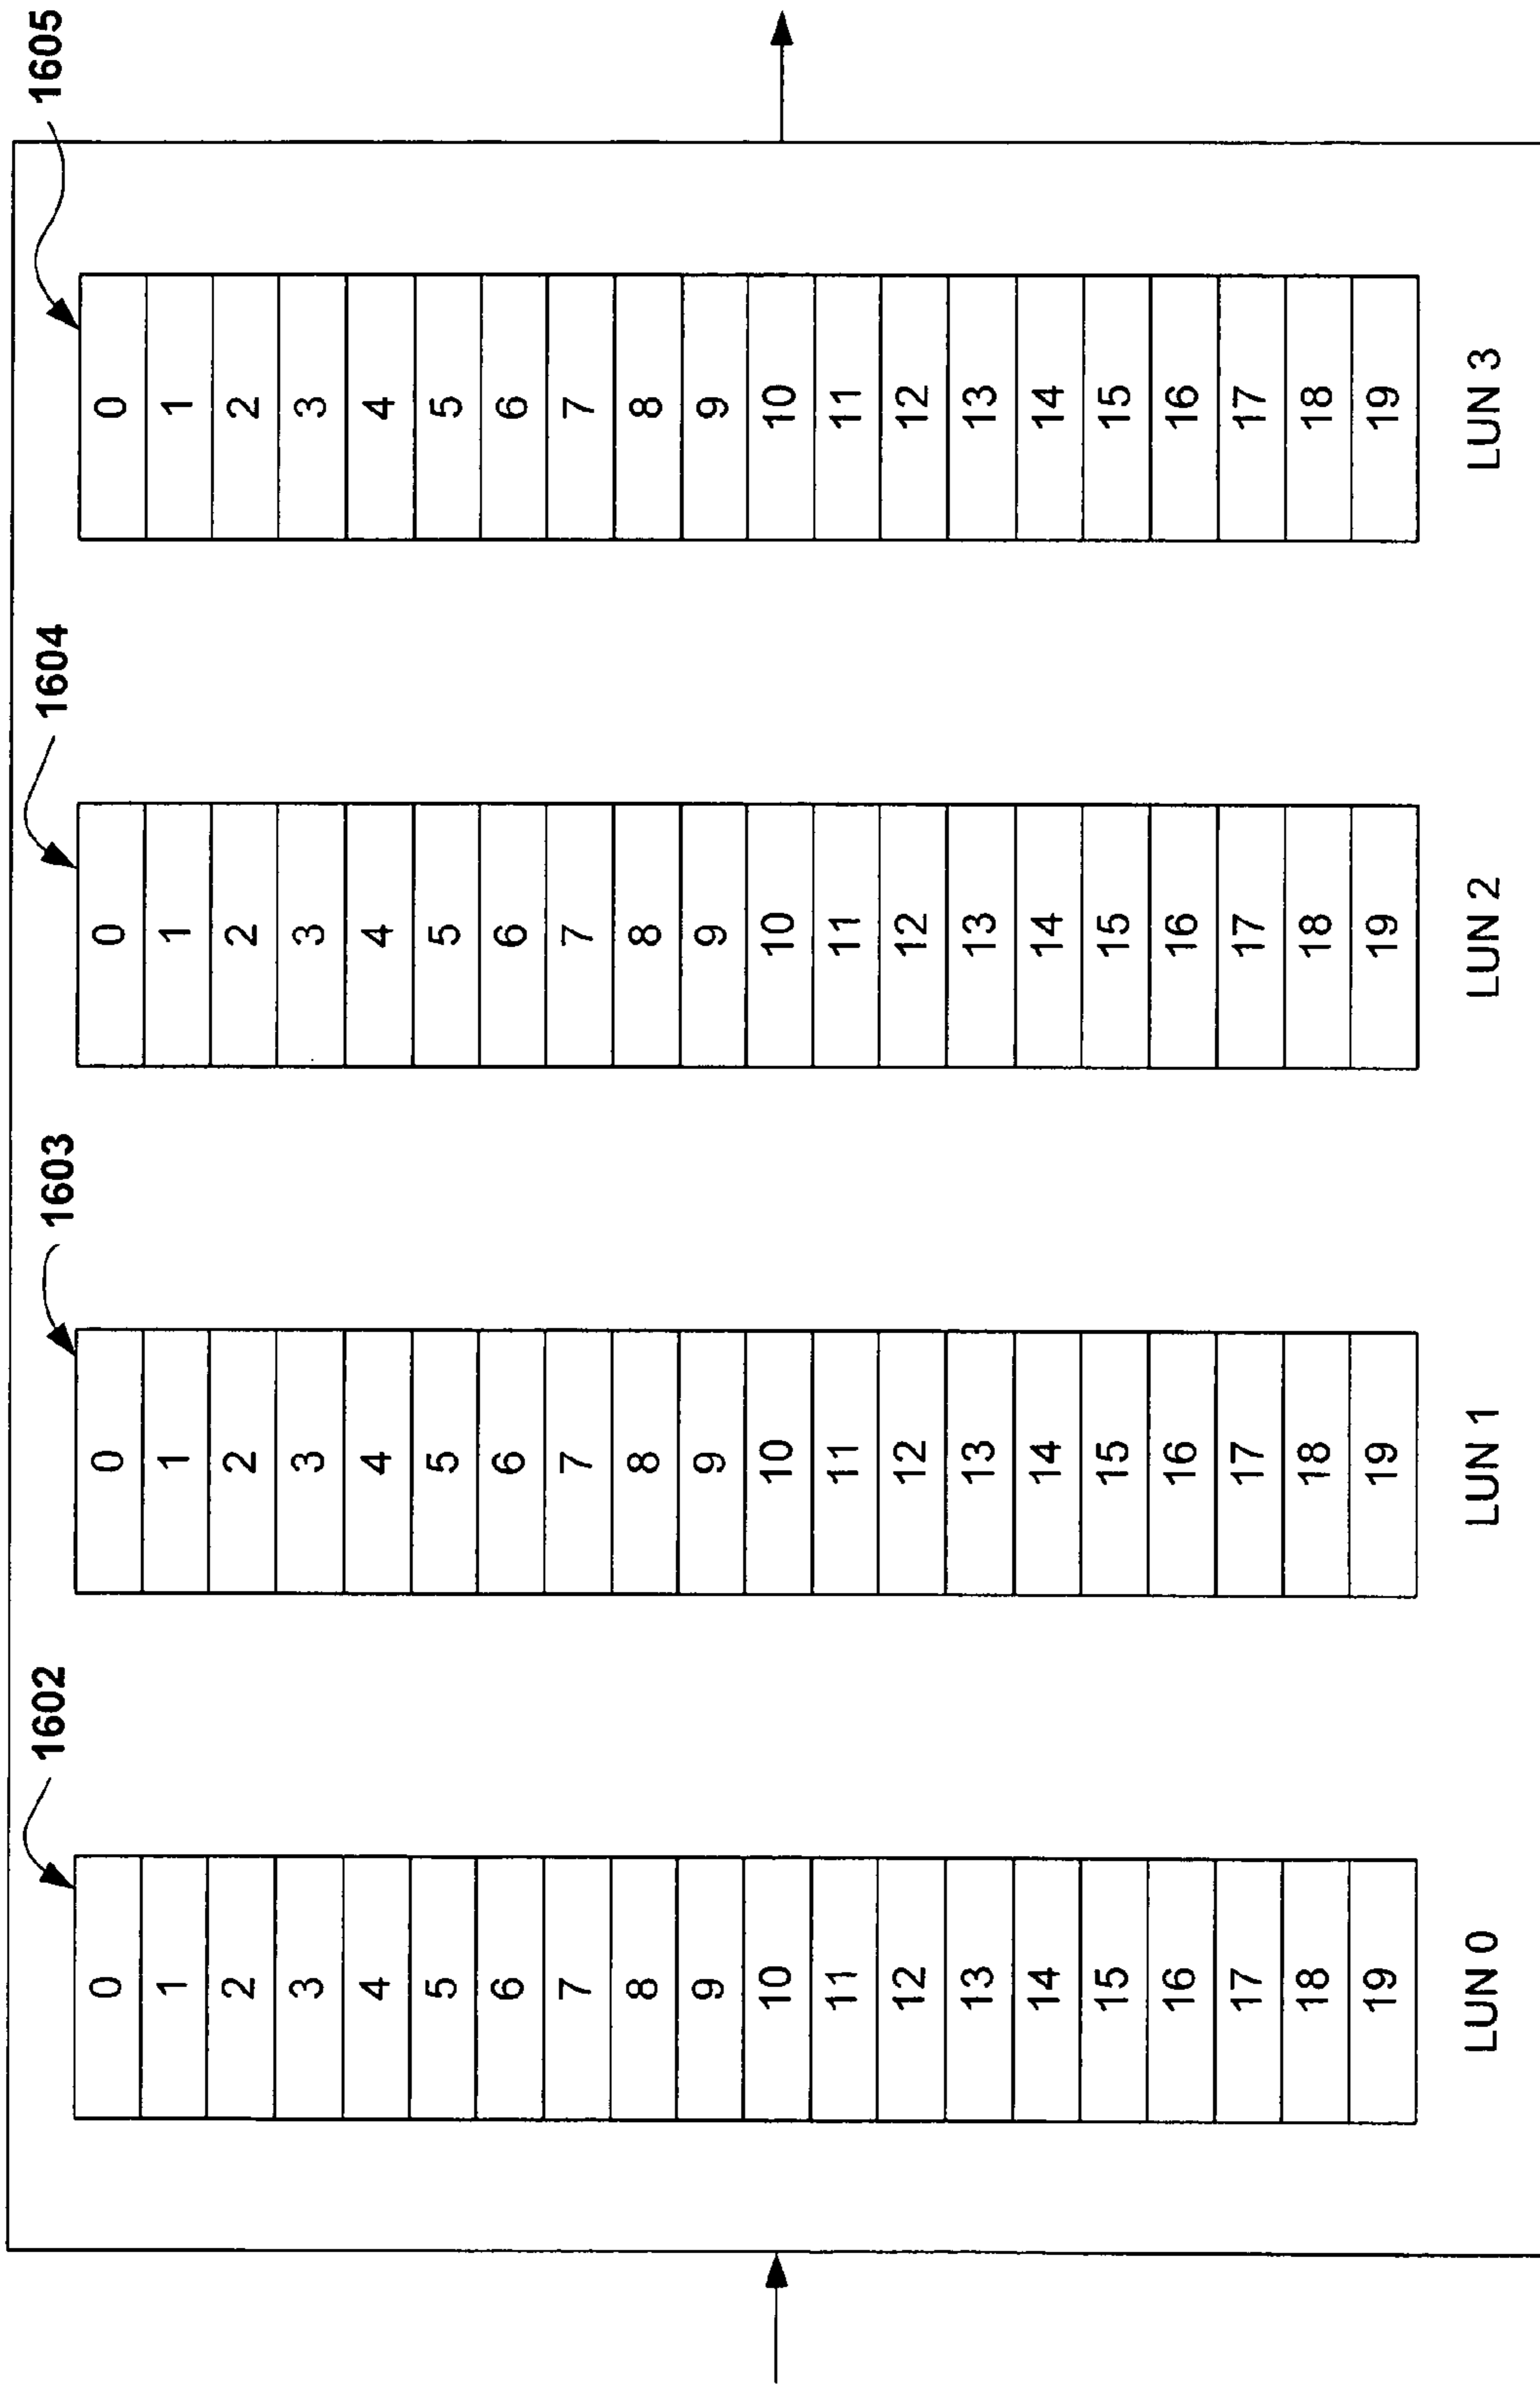 1602 1603 1604 1605
0 0 0 0
1 1 1 1
2 2 2 2
3 3 3 3
4 4 4 4
5 5 5 5
6 6 6 6
7 7 7 7
8 8 8 8
9 9 9 9
10 10 10 10
11 11 11 11
12 12 12 12
13 13 13 13
14 14 14 14
15 15 15 15
16 16 16 16
17 17 17 17
18 18 18 18
19 19 19 19
LUN 0 LUN 1 LUN 2 LUN 3